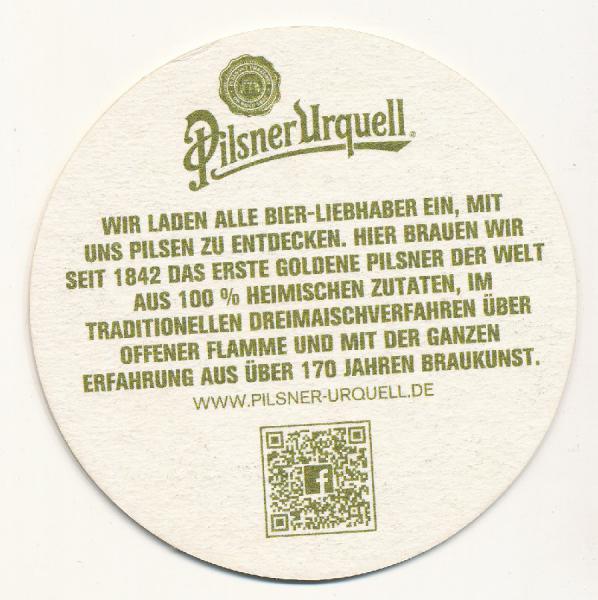 Pilsner Urquell
WIR LADEN ALLE BIER-LIEBHABER EIN, MIT
UNS PILSEN ZU ENTDECKEN. HIER BRAUEN WIR
SEIT 1842 DAS ERSTE GOLDENE PILSNER DER WELT
AUS 100 % HEIMISCHEN ZUTATEN, IM
TRADITIONELLEN DREIMAISCHVERFAHREN ÜBER
OFFENER FLAMME UND MIT DER GANZEN
ERFAHRUNG AUS ÜBER 170 JAHREN BRAUKUNST.
WWW.PILSNER-URQUELL.DE
f